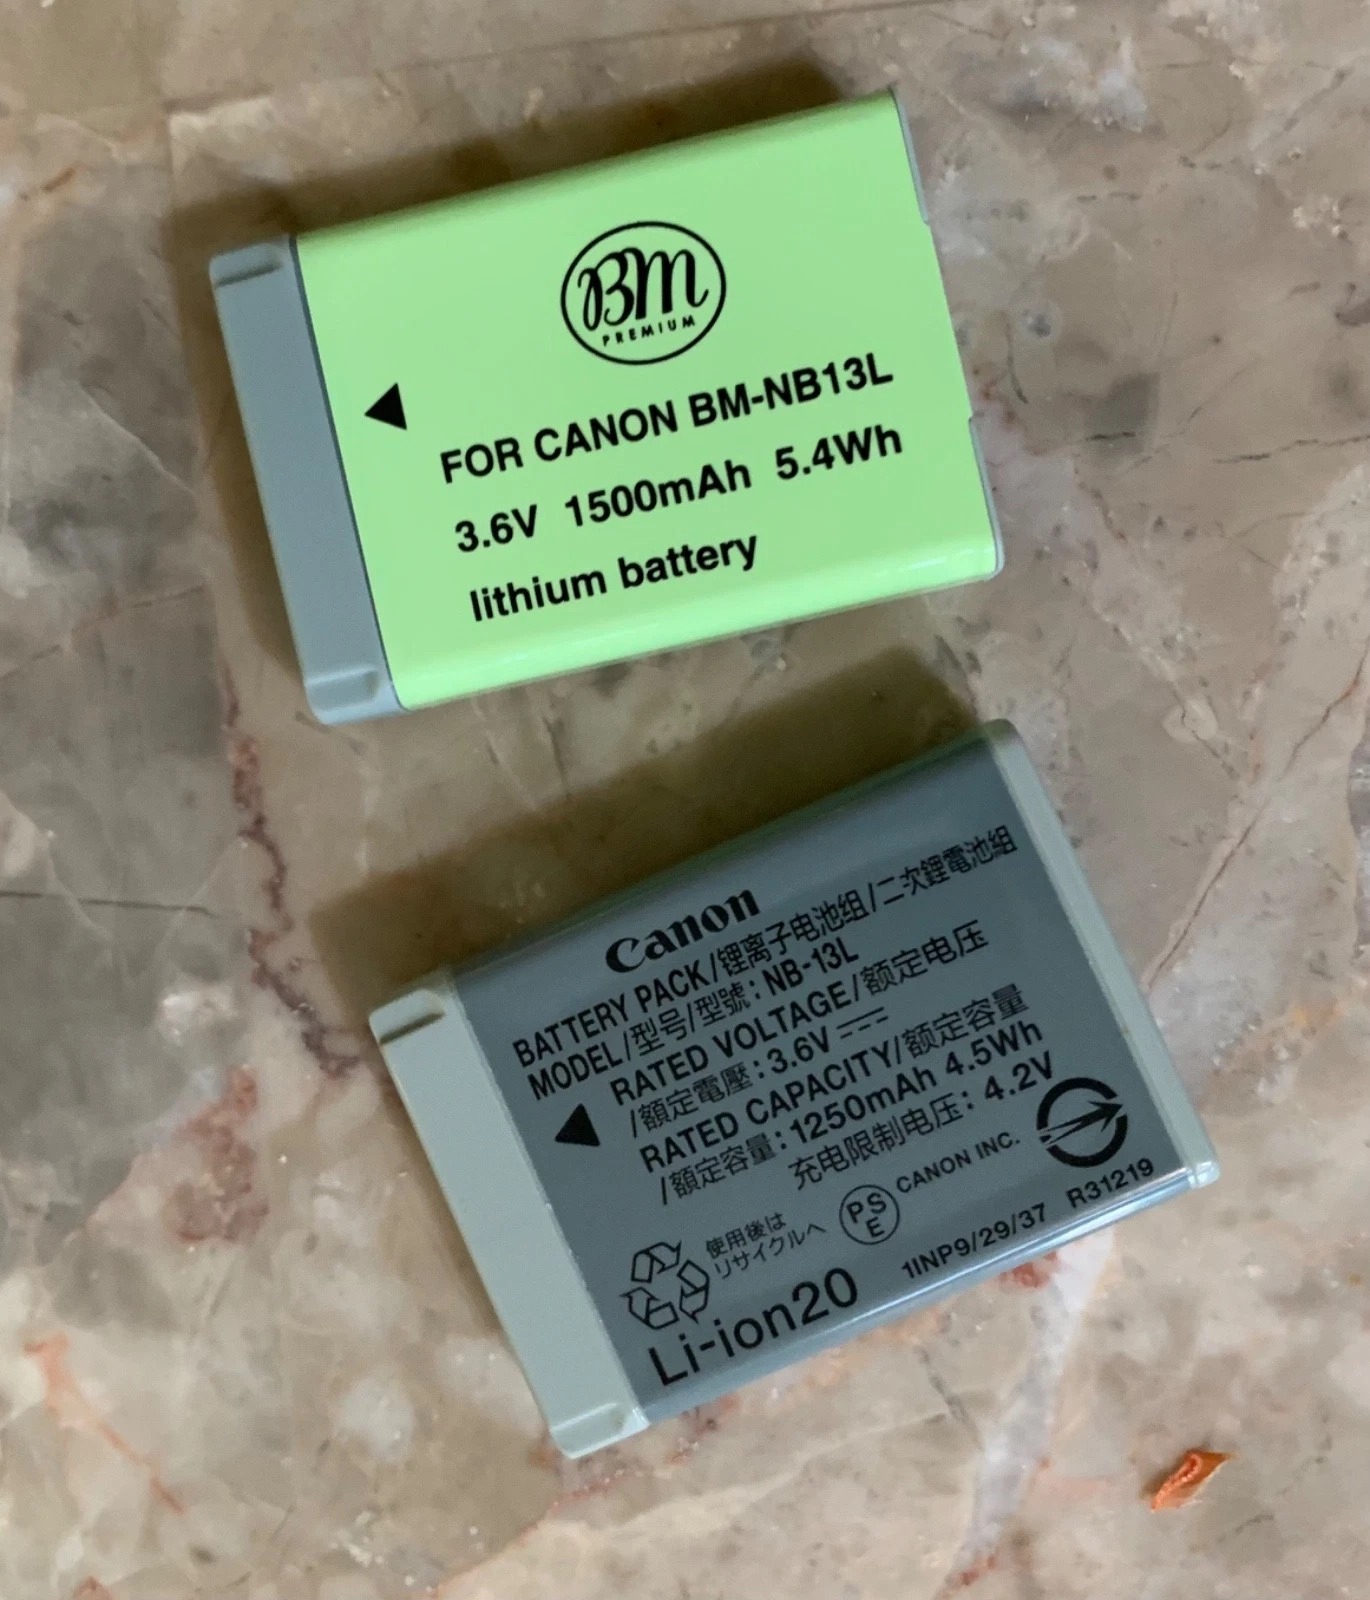 BM
PREMIUM
FOR CANON BM-NB13L
3.6V 1500mAh 5.4Wh
lithium battery
Canon
BATTERY PACK/锂离子电池组/二次鋰電池組
MODEL/型号/型號: NB-13L
RATED VOLTAGE/额定电压
/額定電壓: 3.6V
RATED CAPACITY/额定容量
/額定容量: 1250mAh 4.5Wh
充电限制电压: 4.2V
使用後は
リサイクルへ
PSE
CANON INC.
Li-ion20
1INP9/29/37
R31219